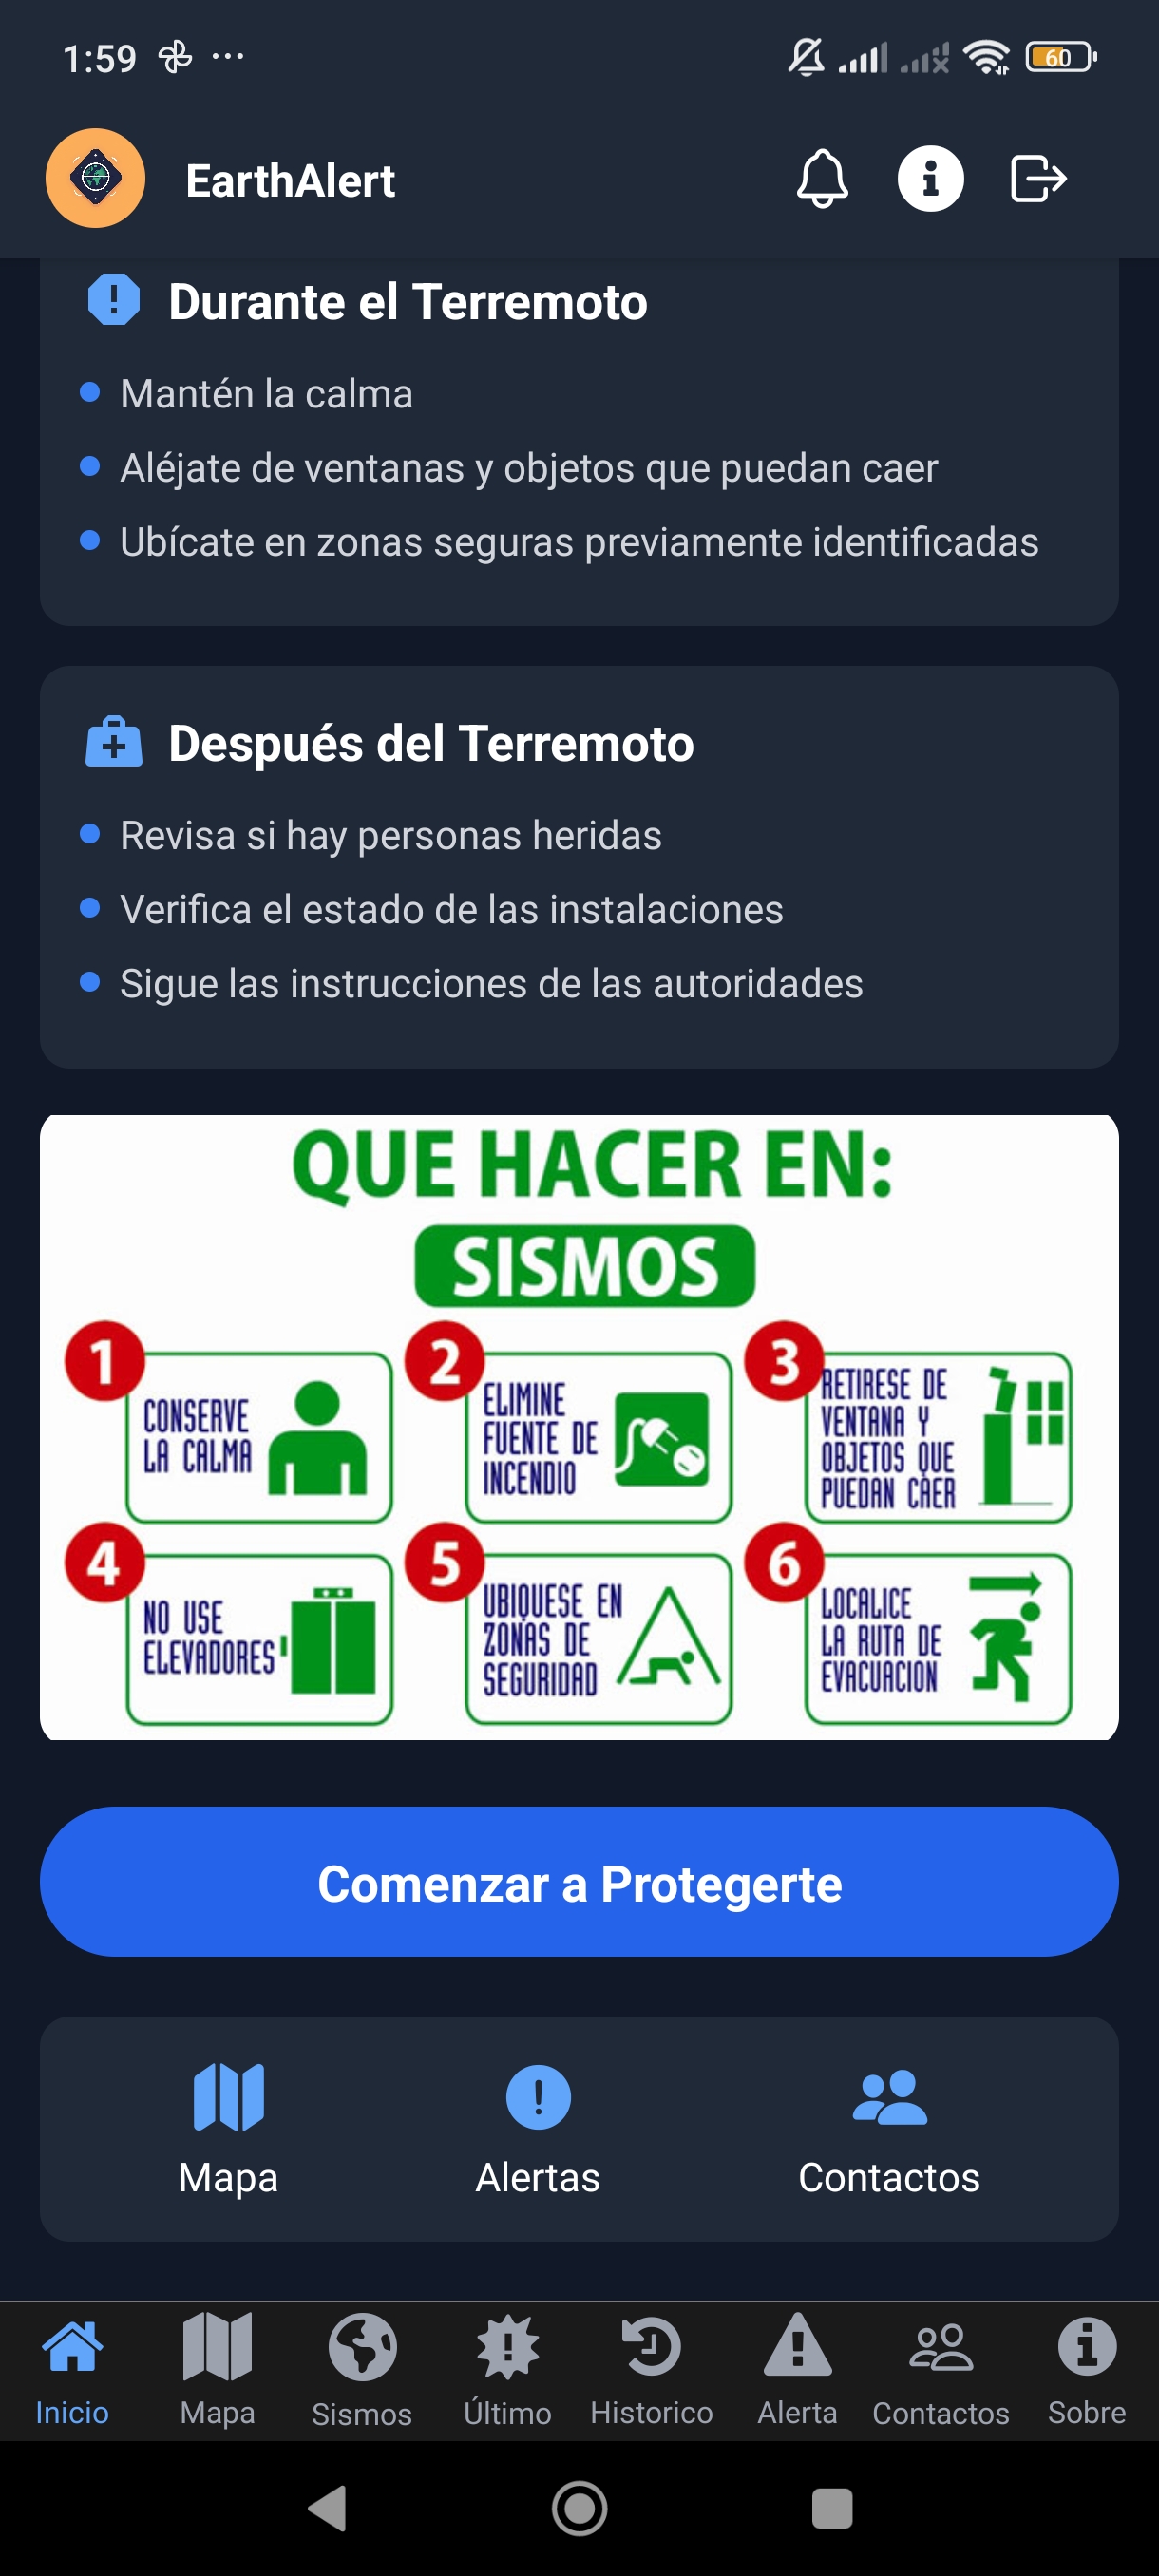 1:59
60
EarthAlert
Durante el Terremoto
Mantén la calma
Aléjate de ventanas y objetos que puedan caer
Ubícate en zonas seguras previamente identificadas
Después del Terremoto
Revisa si hay personas heridas
Verifica el estado de las instalaciones
Sigue las instrucciones de las autoridades
QUE HACER EN:
SISMOS
1
CONSERVE
LA CALMA
2
ELIMINE
FUENTE DE
INCENDIO
3
RETIRESE DE
VENTANA Y
OBJETOS QUE
PUEDAN CAER
4
NO USE
ELEVADORES
5
UBIQUESE EN
ZONAS DE
SEGURIDAD
6
LOCALICE
LA RUTA DE
EVACUACION
Comenzar a Protegerte
Mapa
Alertas
Contactos
Inicio
Mapa
Sismos
Último
Historico
Alerta
Contactos
Sobre